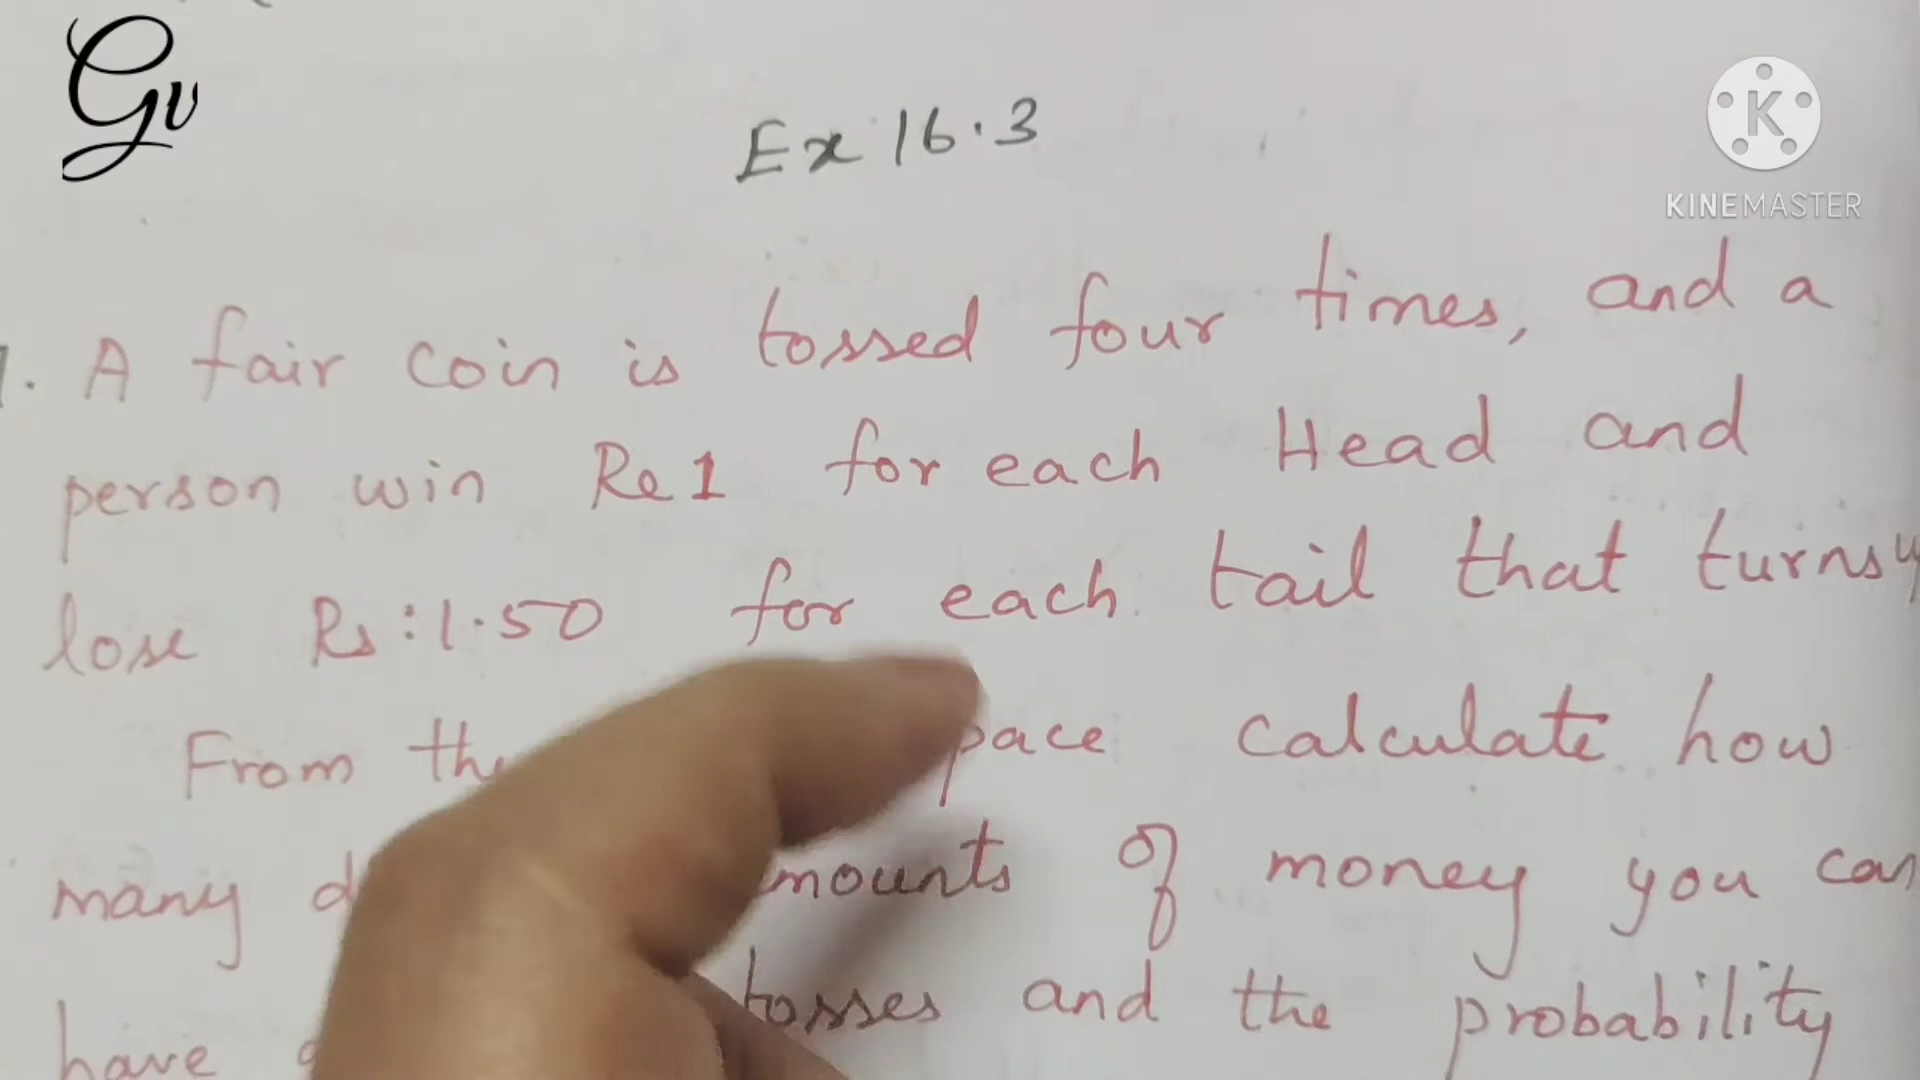 Gv
Ex 16.3
KINEMASTER
1. A fair coin is tossed four times, and a
person win Re 1 for each Head and
lose Rs:1.50 for each tail that turns
From the pace calculate how
many mounts of money you can
have tosses and the probability